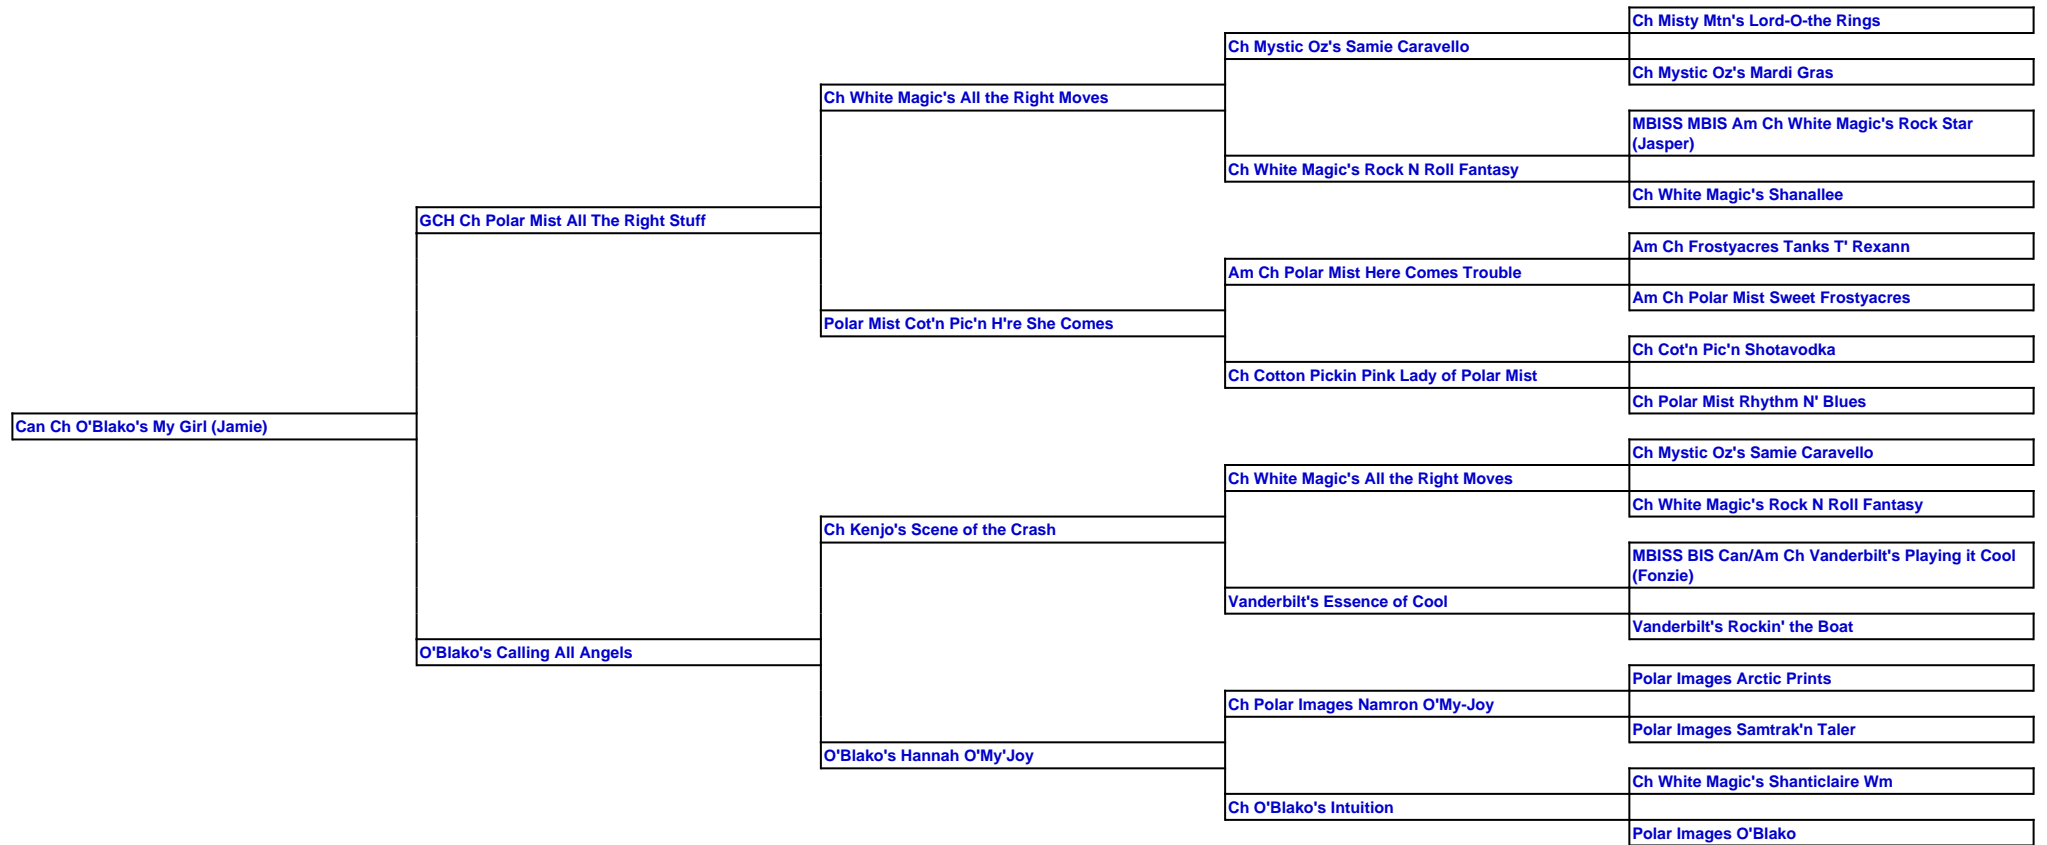 Ch Misty Mtn's Lord-O-the Rings
Ch Mystic Oz's Samie Caravello
Ch Mystic Oz's Mardi Gras
Ch White Magic's All the Right Moves
MBISS MBIS Am Ch White Magic's Rock Star
(Jasper)
Ch White Magic's Rock N Roll Fantasy
Ch White Magic's Shanallee
GCH Ch Polar Mist All The Right Stuff
Am Ch Frostyacres Tanks T' Rexann
Am Ch Polar Mist Here Comes Trouble
Am Ch Polar Mist Sweet Frostyacres
Polar Mist Cot'n Pic'n H're She Comes
Ch Cot'n Pic'n Shotavodka
Ch Cotton Pickin Pink Lady of Polar Mist
Ch Polar Mist Rhythm N' Blues
Can Ch O'Blako's My Girl (Jamie)
Ch Mystic Oz's Samie Caravello
Ch White Magic's All the Right Moves
Ch White Magic's Rock N Roll Fantasy
Ch Kenjo's Scene of the Crash
MBISS BIS Can/Am Ch Vanderbilt's Playing it Cool
(Fonzie)
Vanderbilt's Essence of Cool
Vanderbilt's Rockin' the Boat
O'Blako's Calling All Angels
Polar Images Arctic Prints
Ch Polar Images Namron O'My-Joy
Polar Images Samtrak'n Taler
O'Blako's Hannah O'My'Joy
Ch White Magic's Shanticlaire Wm
Ch O'Blako's Intuition
Polar Images O'Blako